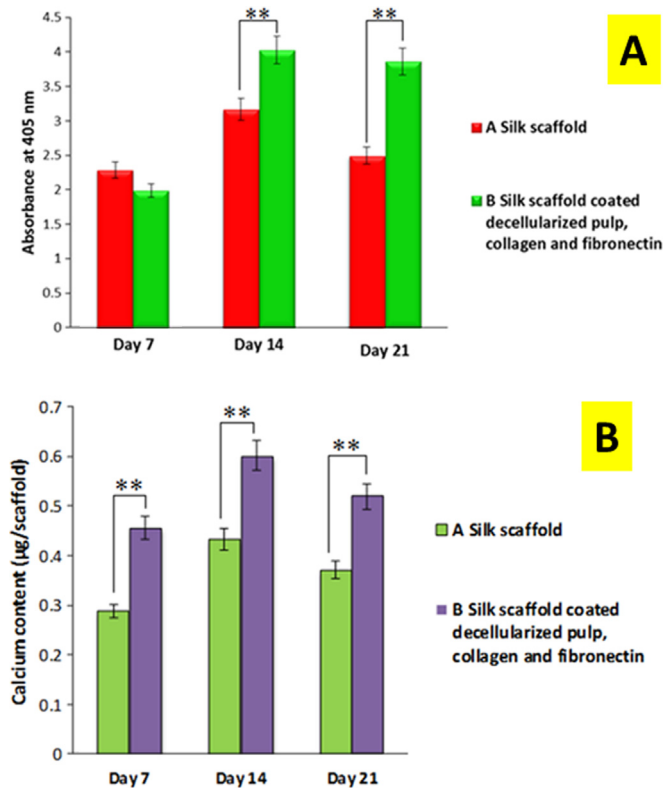 4.5
4
3.5
3
2.5
2
1.5
1
0.5
0
Absorbance at 405 nm
**
**
Day 7
Day 14
Day 21
A
A Silk scaffold
B Silk scaffold coated
decellularized pulp,
collagen and fibronectin
0.7
0.6
0.5
0.4
0.3
0.2
0.1
0
Calcium content (µg/scaffold)
**
**
**
Day 7
Day 14
Day 21
B
A Silk scaffold
B Silk scaffold coated
decellularized pulp,
collagen and fibronectin